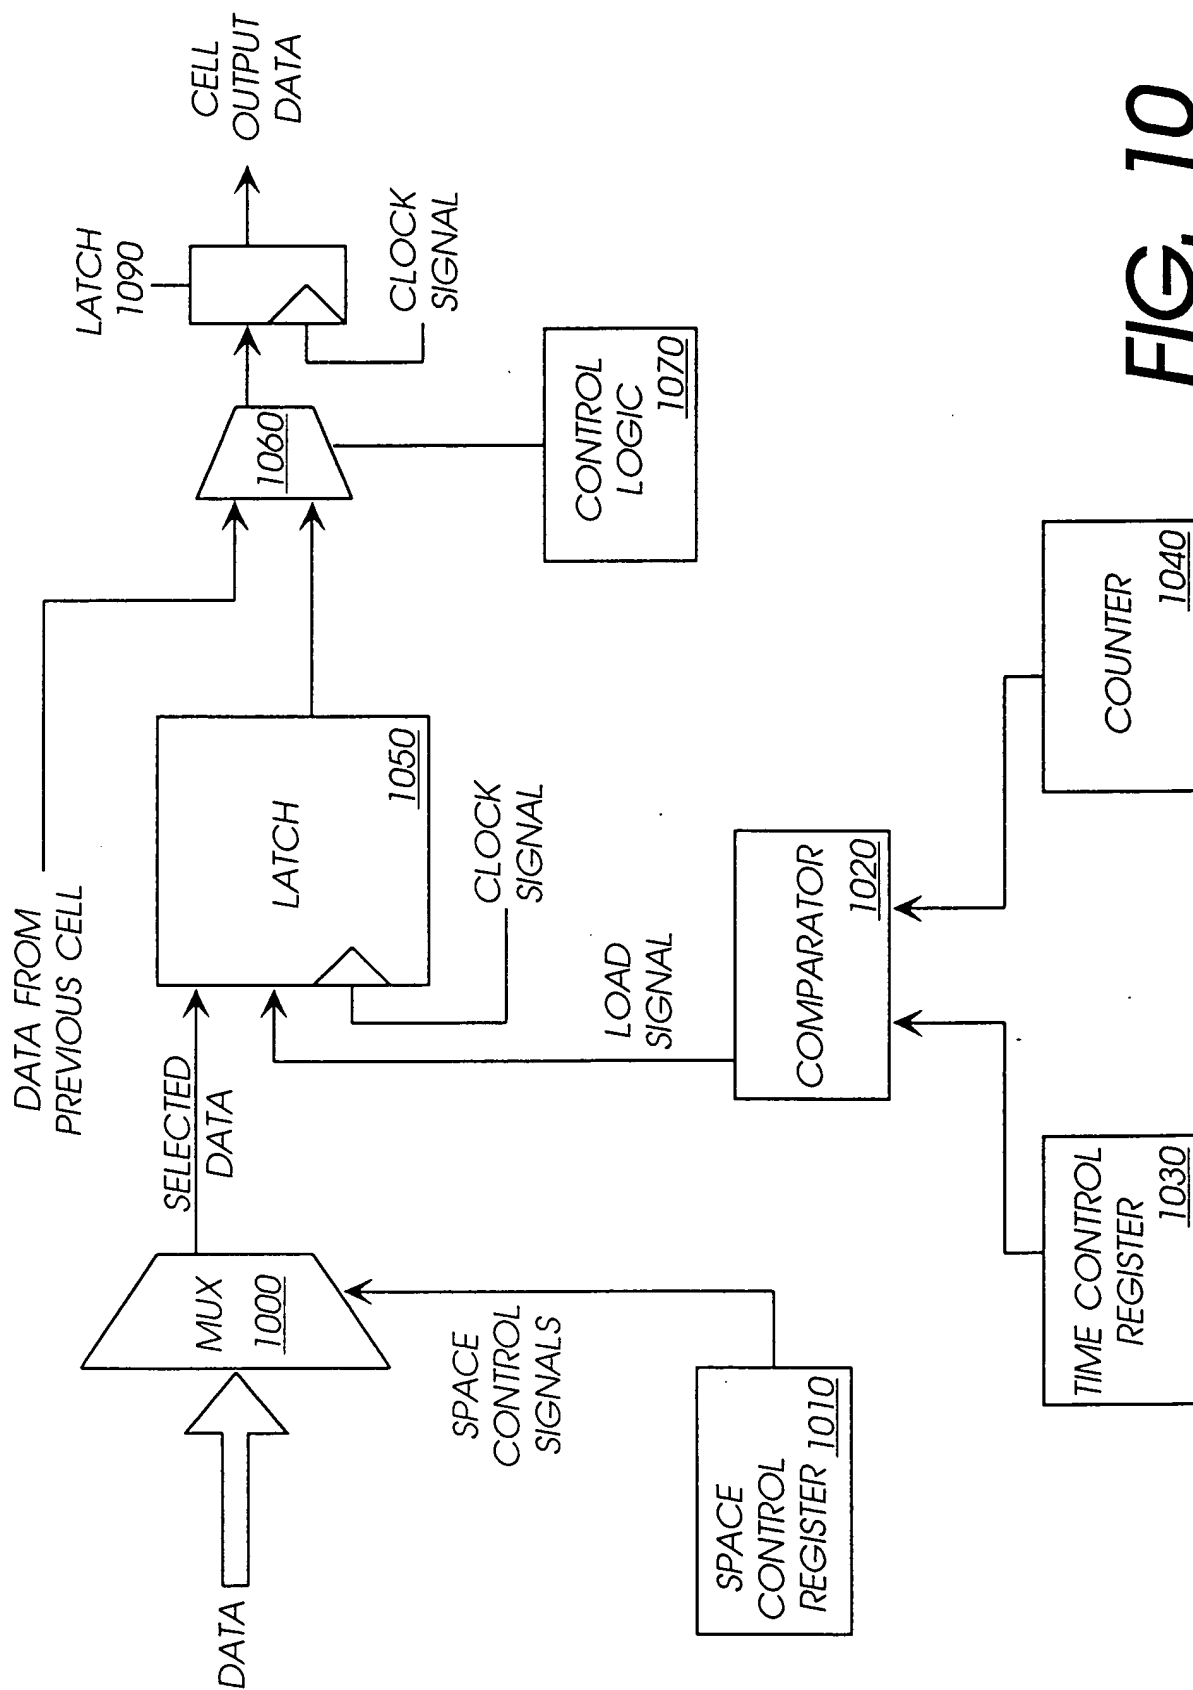 DATA
MUX
1000
SPACE
CONTROL
SIGNALS
SPACE
CONTROL
REGISTER 1010
SELECTED
DATA
DATA FROM
PREVIOUS CELL
LATCH
1050
CLOCK
SIGNAL
LOAD
SIGNAL
COMPARATOR
1020
TIME CONTROL
REGISTER
1030
COUNTER
1040
1060
CONTROL
LOGIC
1070
LATCH
1090
CLOCK
SIGNAL
CELL
OUTPUT
DATA
FIG. 10